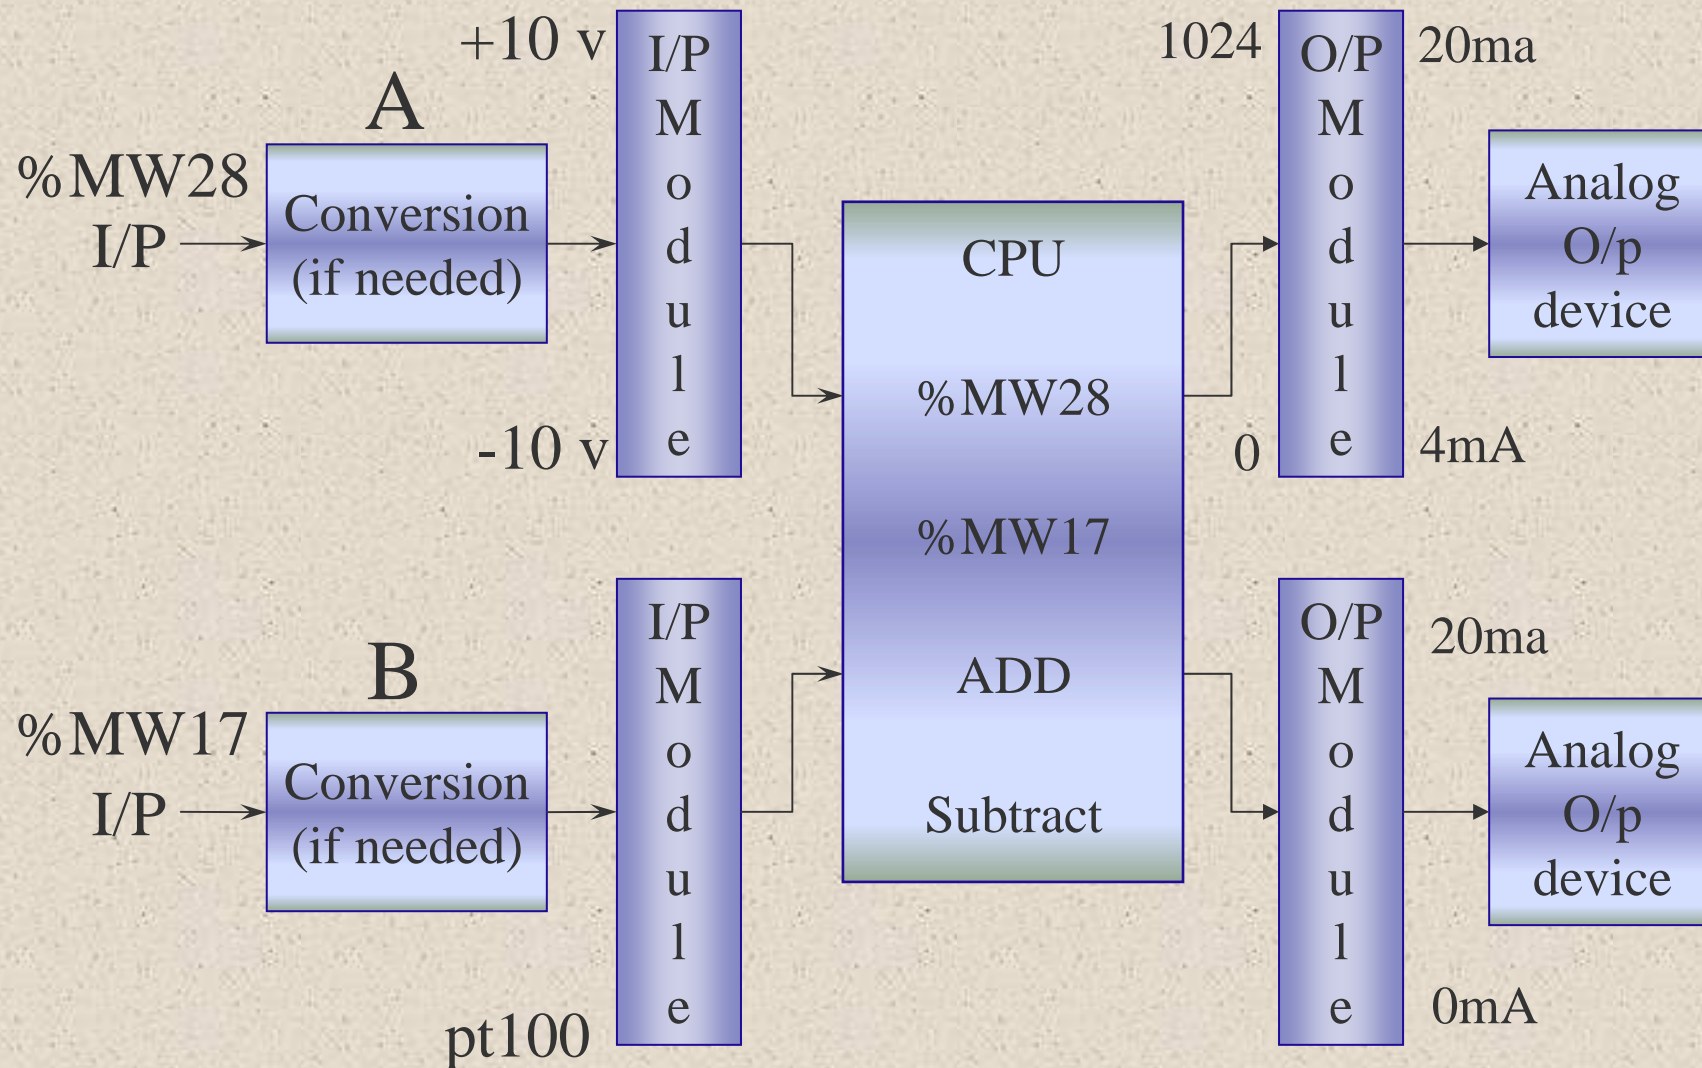 +10 v
A
%MW28
I/P
Conversion
(if needed)
-10 v
I/P
M
o
d
u
l
e
CPU
%MW28
%MW17
ADD
Subtract
1024
0
O/P
M
o
d
u
l
e
20ma
4mA
Analog
O/p
device
B
%MW17
I/P
Conversion
(if needed)
pt100
I/P
M
o
d
u
l
e
O/P
M
o
d
u
l
e
20ma
0mA
Analog
O/p
device